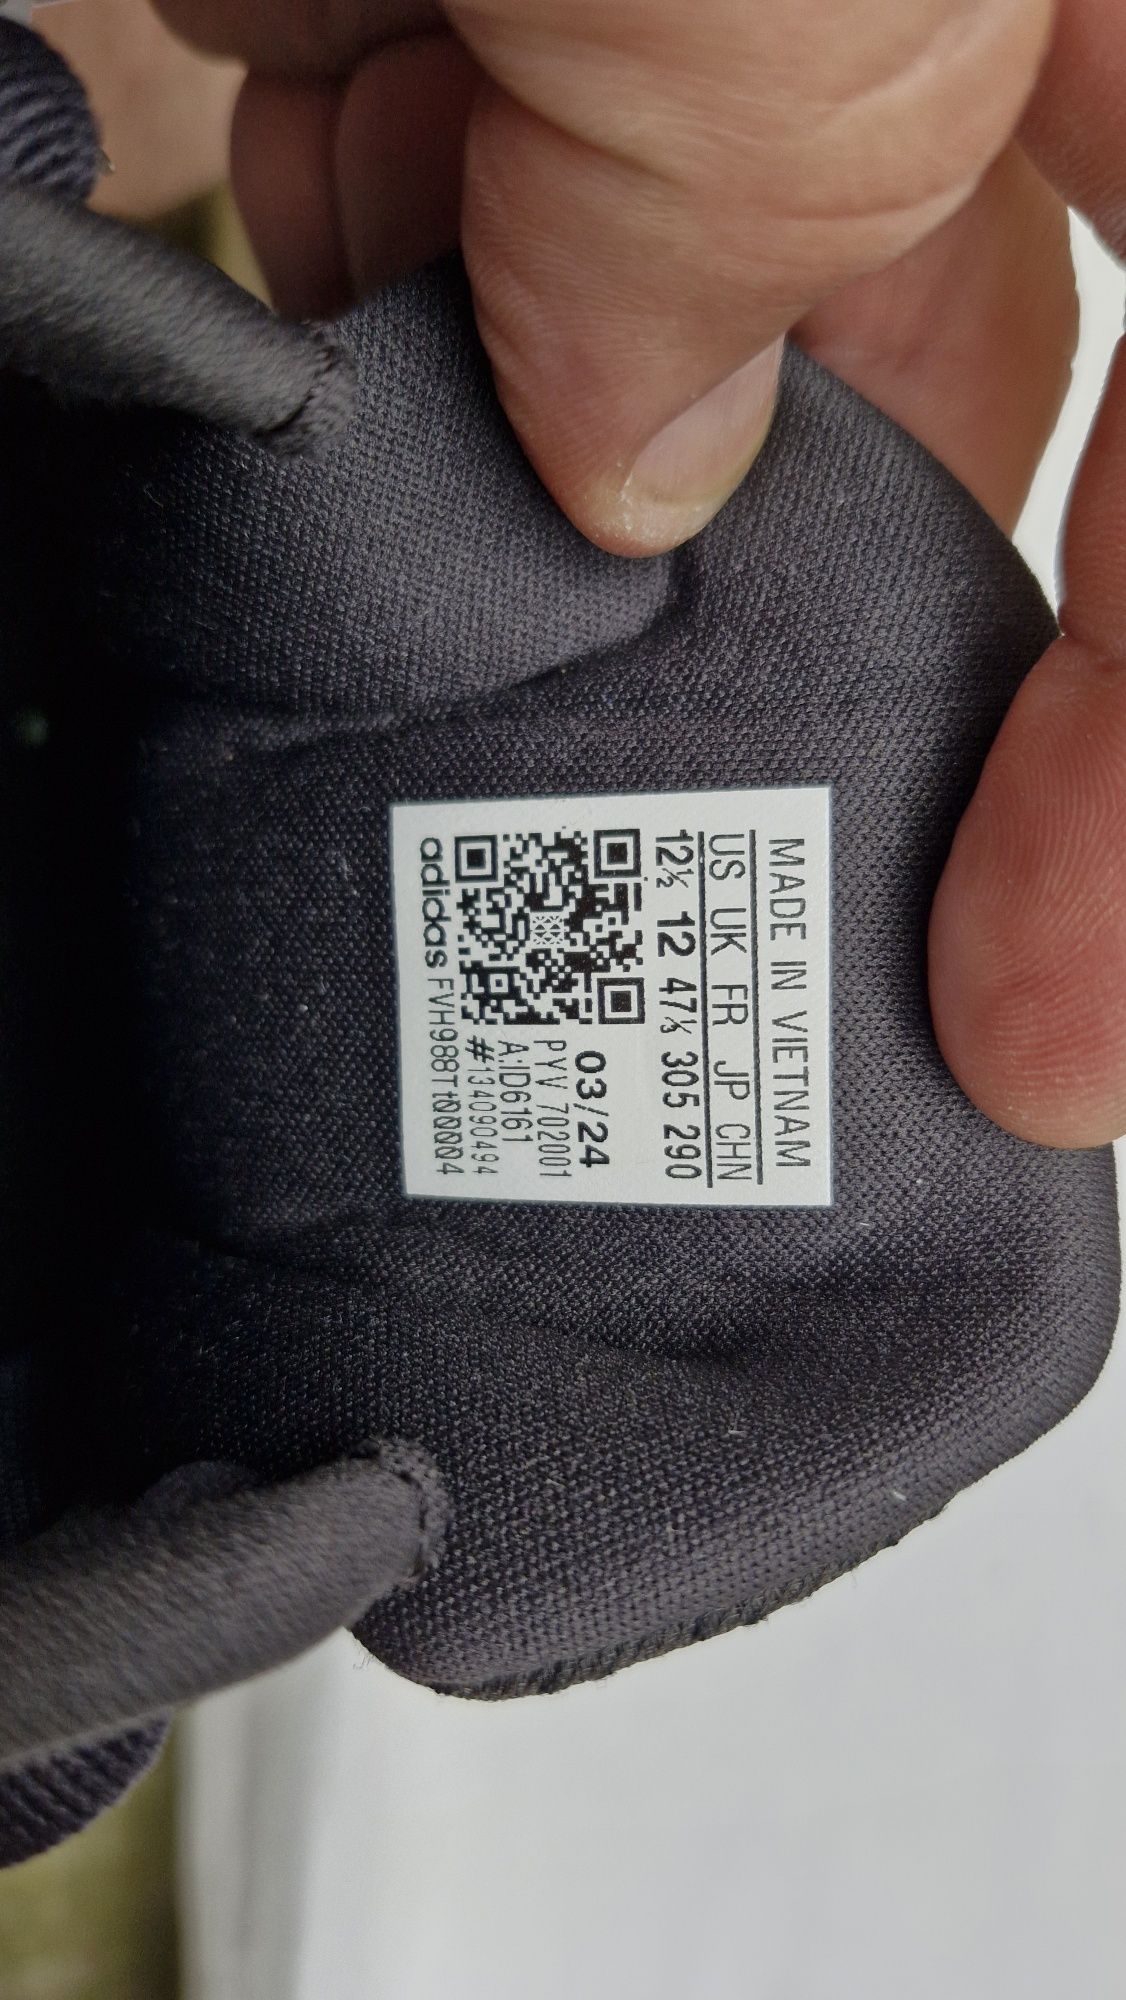 MADE IN VIETNAM
US UK FR JP CHN
12½ 12 47⅓ 305 290
03/24
PYV 702001
A:ID6161
#134090494
adidas FVH988Tt0004